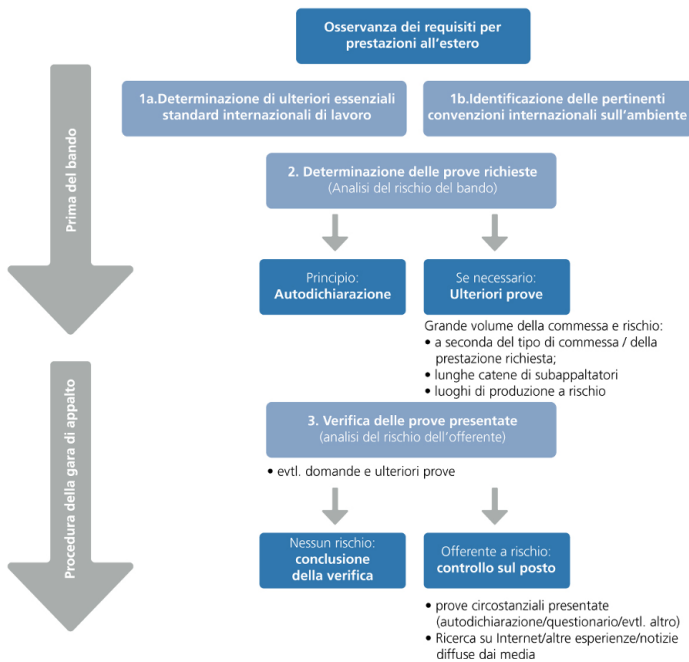 Osservanza dei requisiti per
prestazioni all'estero
Prima del bando
1a.Determinazione di ulteriori essenziali
standard internazionali di lavoro
1b.Identificazione delle pertinenti
convenzioni internazionali sull'ambiente
2. Determinazione delle prove richieste
(Analisi del rischio del bando)
Principio:
Autodichiarazione
Se necessario:
Ulteriori prove
Grande volume della commessa e rischio:
• a seconda del tipo di commessa / della
prestazione richiesta;
• lunghe catene di subappaltatori
• luoghi di produzione a rischio
Procedura della gara di appalto
3. Verifica delle prove presentate
(analisi del rischio dell'offerente)
• evtl. domande e ulteriori prove
Nessun rischio:
conclusione
della verifica
Offerente a rischio:
controllo sul posto
• prove circostanziali presentate
(autodichiarazione/questionario/evtl. altro)
• Ricerca su Internet/altre esperienze/notizie
diffuse dai media